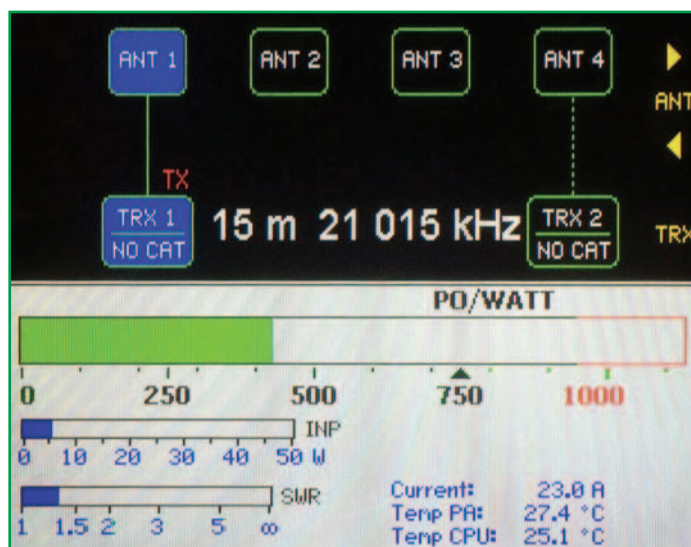 ANT 1 ANT 2 ANT 3 ANT 4
ANT
TX
TRX 1 15 m 21 015 kHz TRX 2 TRX
NO CAT NO CAT
PO/WATT
0 250 500 750 1000
INP
0 10 20 30 40 50 W
SWR
1 1.5 2 3 5 ∞
Current: 23.0 A
Temp PA: 27.4 °C
Temp CPU: 25.1 °C